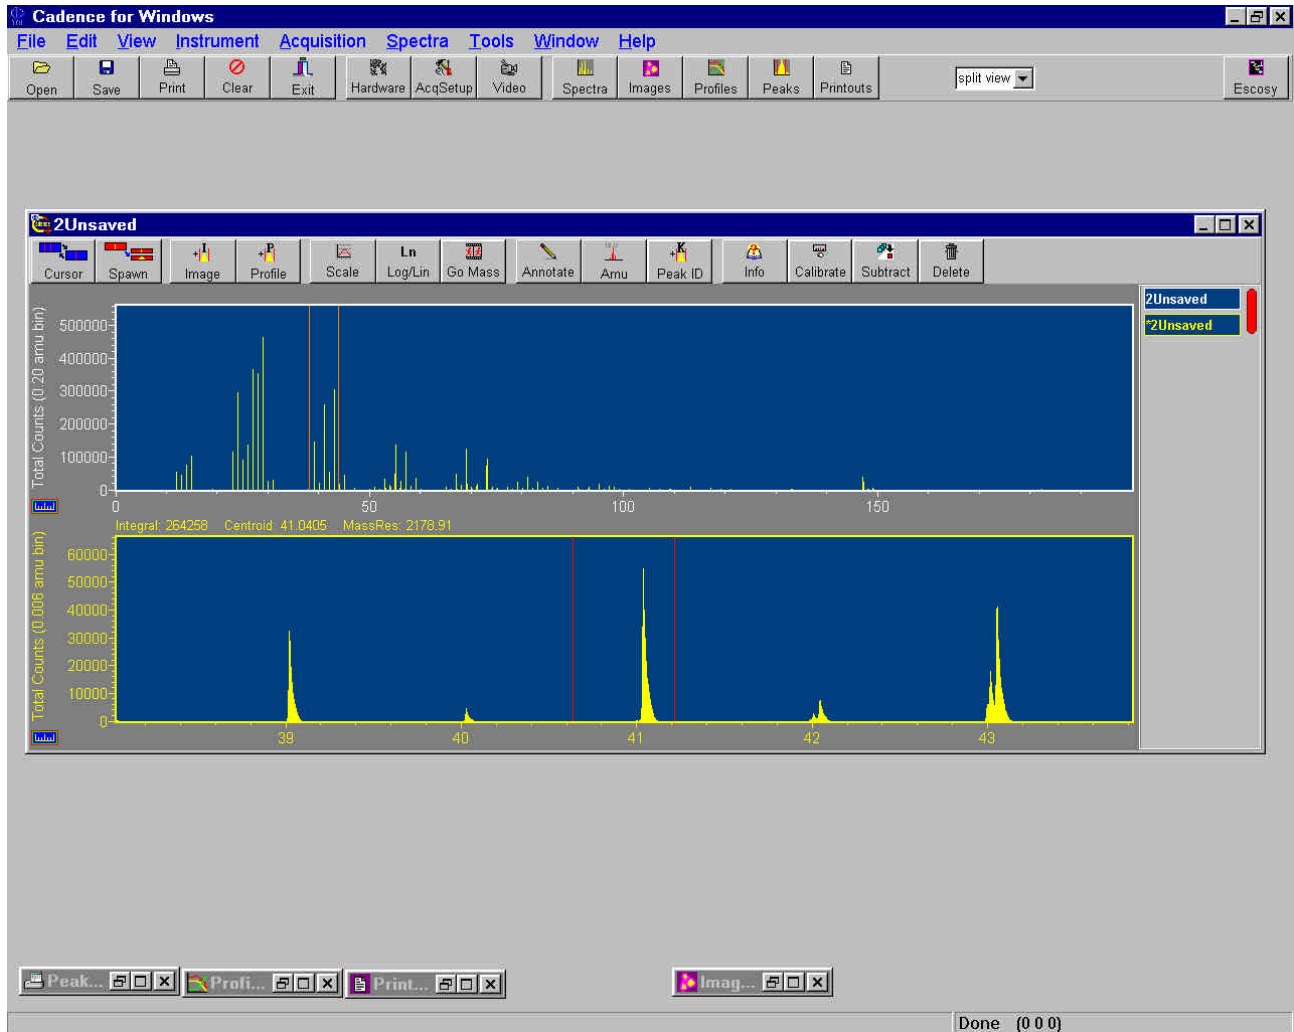 Cadence for Windows
File Edit View Instrument Acquisition Spectra Tools Window Help
Open Save Print Clear Exit Hardware AcqSetup Video Spectra Images Profiles Peaks Printouts split view Escosy
2Unsaved
I P Ln K
Cursor Spawn Image Profile Scale Log/Lin Go Mass Annotate Amu Peak ID Info Calibrate Subtract Delete
2Unsaved
*2Unsaved
Total Counts (0.20 amu bin)
500000
400000
300000
200000
100000
0
0 50 100 150
Integral: 264258 Centroid: 41.0405 MassRes: 2178.91
Total Counts (0.006 amu bin)
60000
50000
40000
30000
20000
10000
0
39 40 41 42 43
Peak... Profi... Print... Imag...
Done (0 0 0)